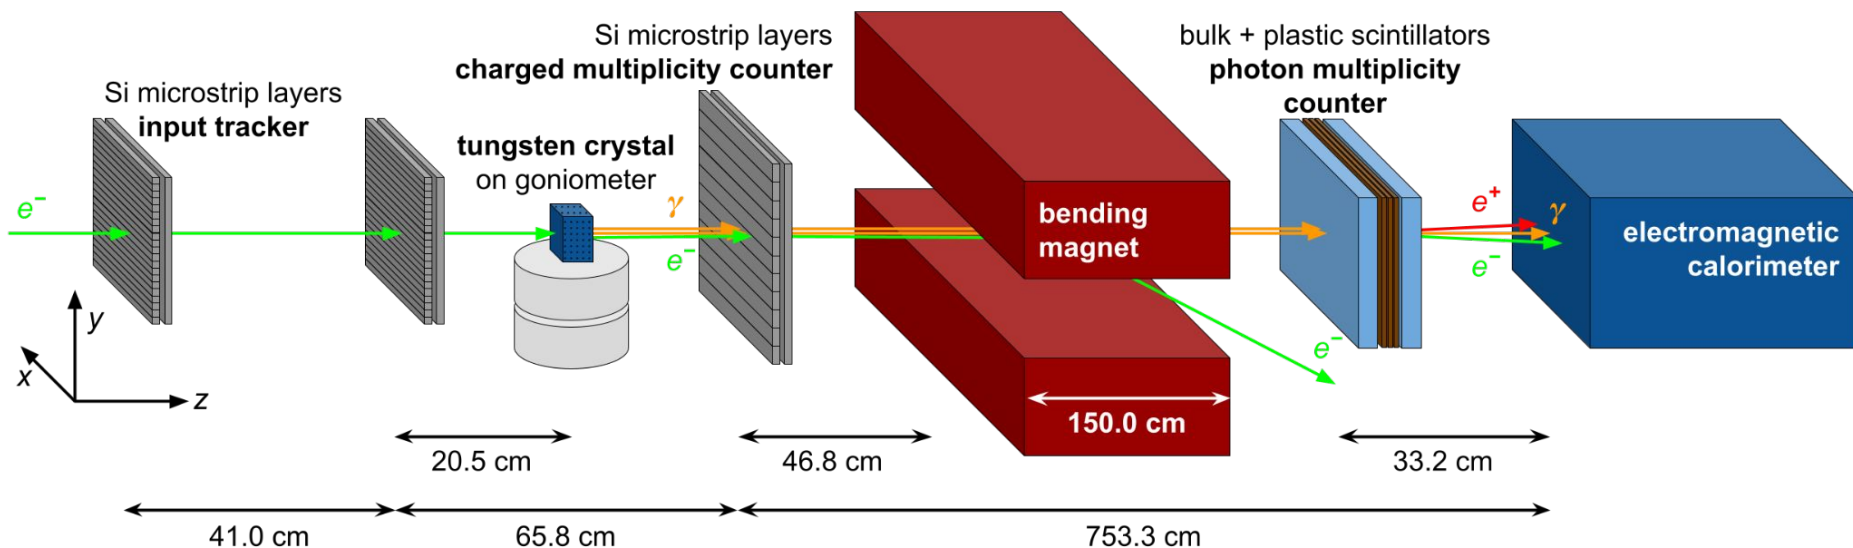 Si microstrip layers
input tracker
Si microstrip layers
charged multiplicity counter
bulk + plastic scintillators
photon multiplicity
counter
tungsten crystal
on goniometer
e⁻
γ
e⁻
bending
magnet
e⁻
e⁺
γ
e⁻
electromagnetic
calorimeter
y
x
z
150.0 cm
20.5 cm
46.8 cm
33.2 cm
41.0 cm
65.8 cm
753.3 cm